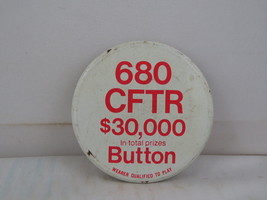 680
CFTR
$30,000
In total prizes
Button
WEARER QUALIFIED TO PLAY